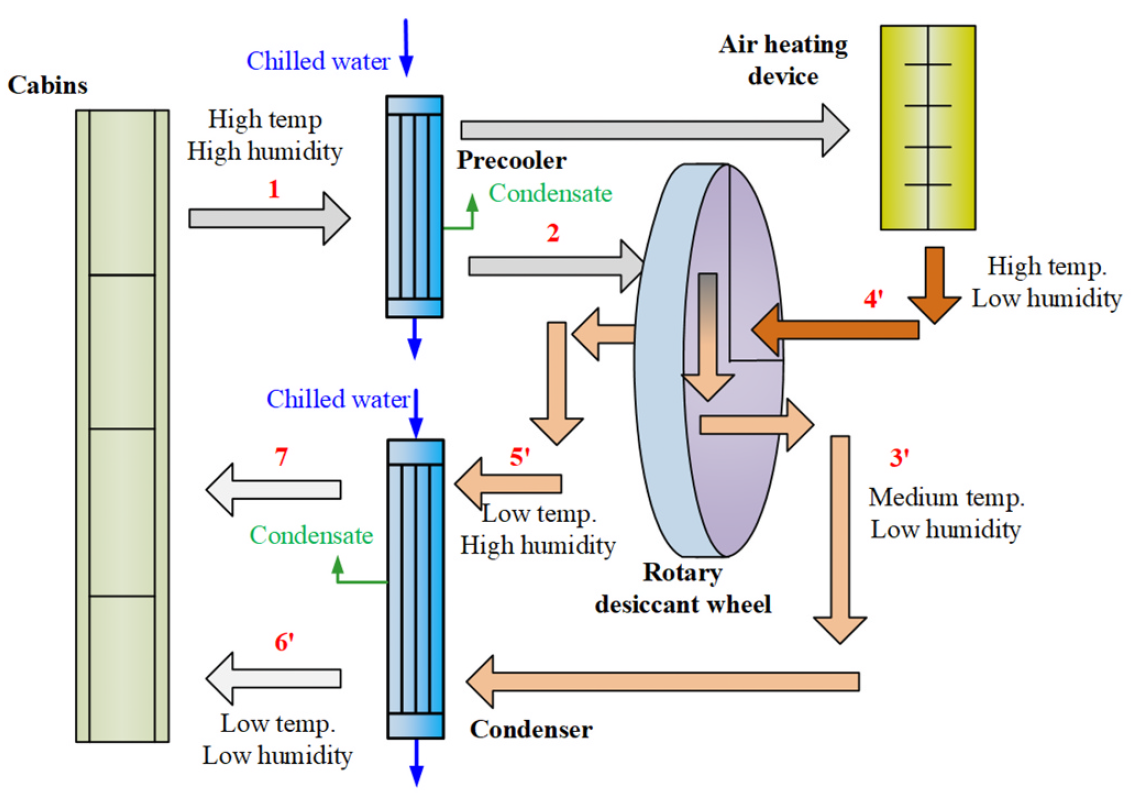 Chilled water
Air heating
device
Cabins
High temp
High humidity
1
Precooler
Condensate
2
High temp.
Low humidity
4'
Chilled water
7
5'
3'
Medium temp.
Low humidity
Low temp.
High humidity
Condensate
Rotary
desiccant wheel
6'
Low temp.
Low humidity
Condenser